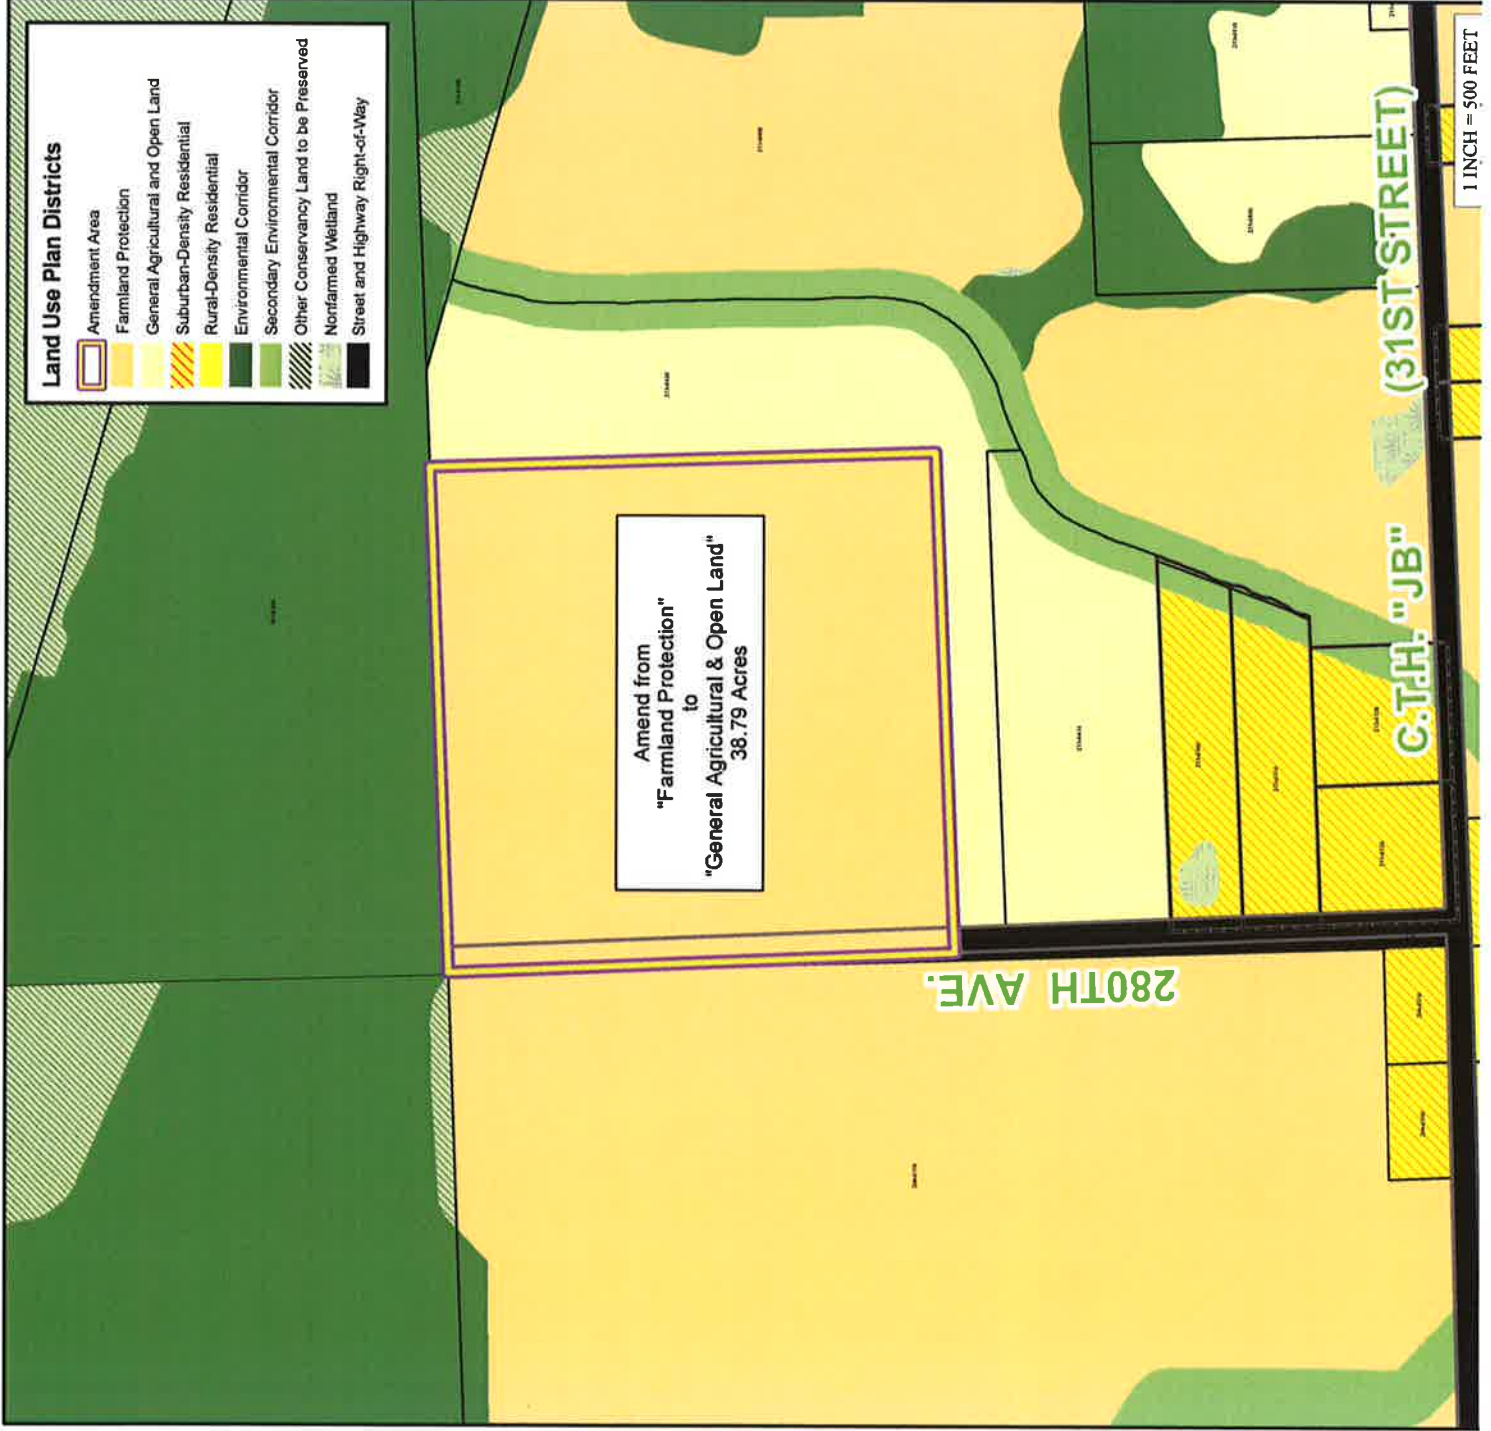 Land Use Plan Districts
Amendment Area
Farmland Protection
General Agricultural and Open Land
Suburban-Density Residential
Rural-Density Residential
Environmental Corridor
Secondary Environmental Corridor
Other Conservancy Land to be Preserved
Nonfarmed Wetland
Street and Highway Right-of-Way
Amend from
"Farmland Protection"
to
"General Agricultural & Open Land"
38.79 Acres
280TH AVE.
C.T.H. "JB" (31ST STREET)
1 INCH = 500 FEET